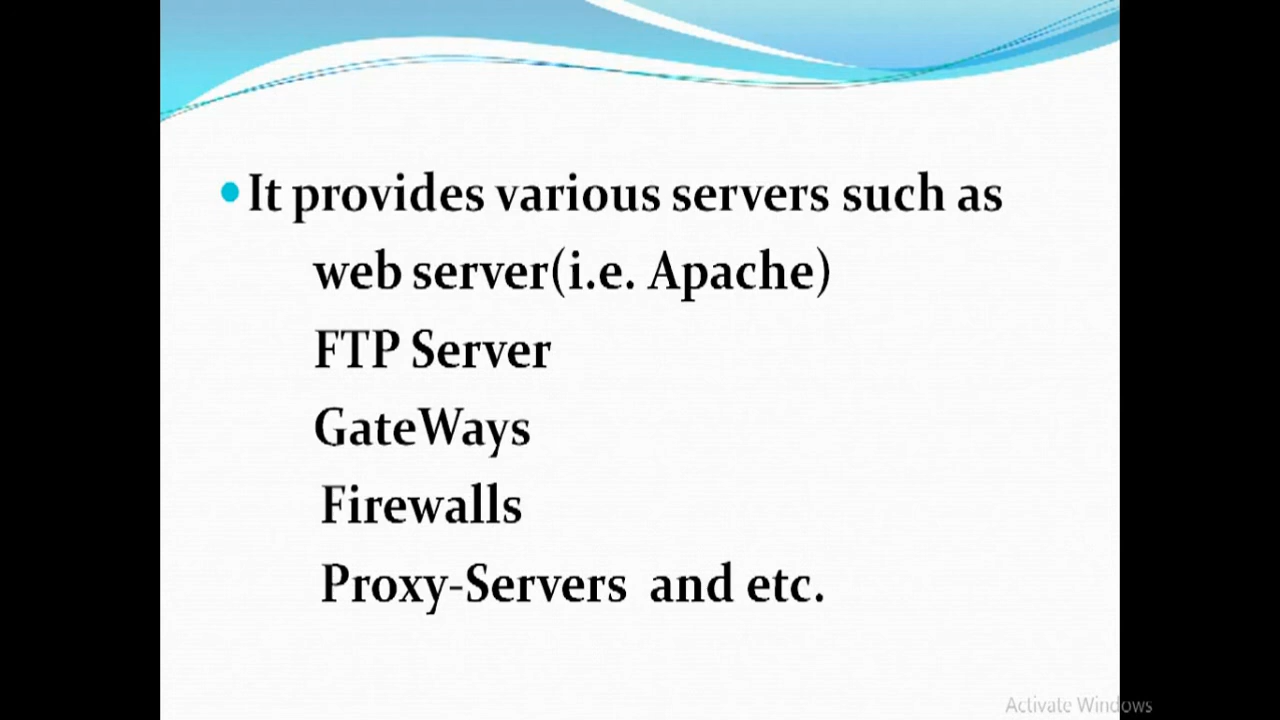 It provides various servers such as
web server(i.e. Apache)
FTP Server
GateWays
Firewalls
Proxy-Servers and etc.
Activate Windows